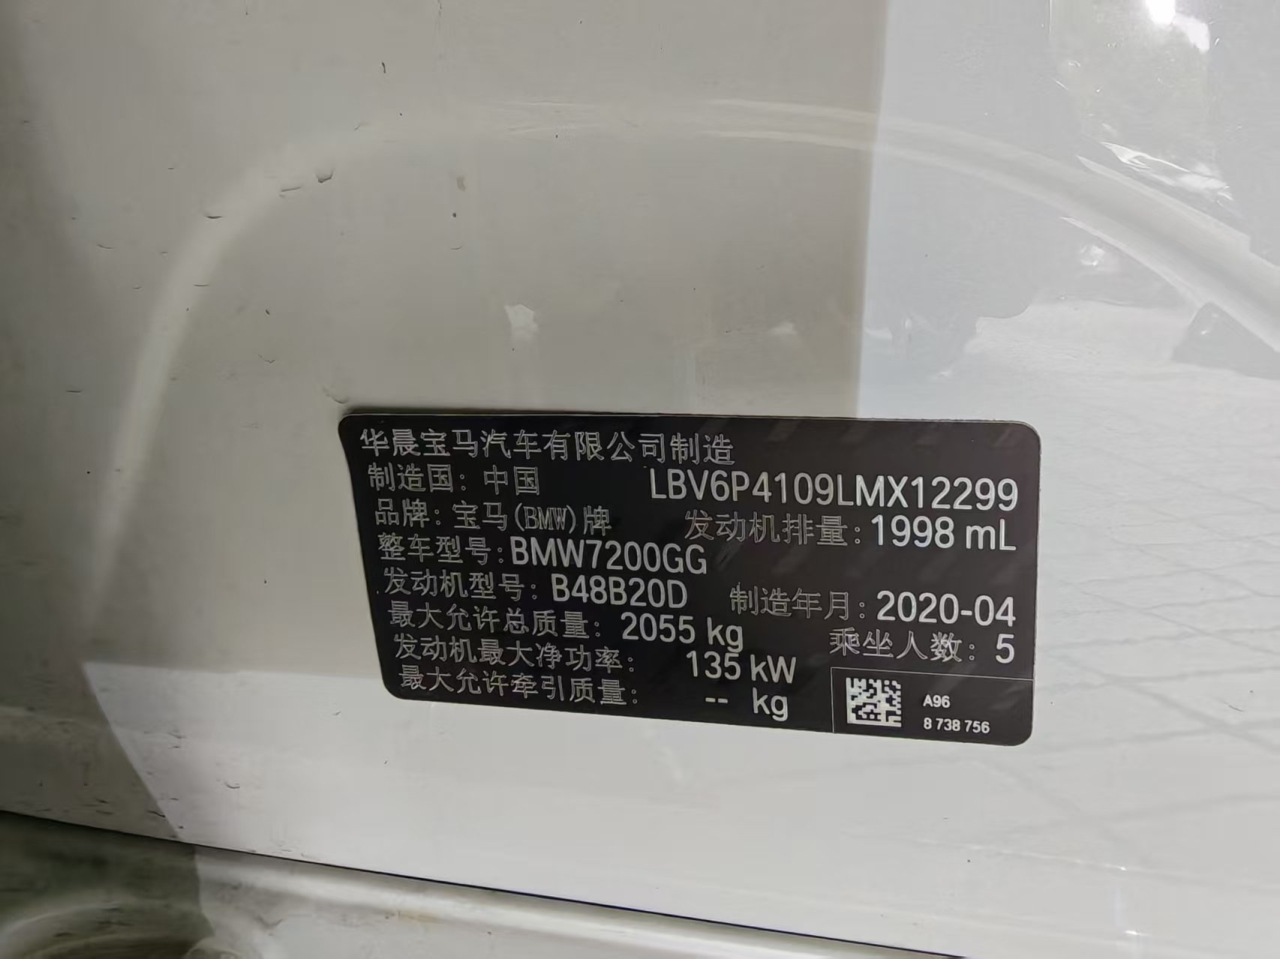 华晨宝马汽车有限公司制造
制造国：中国 LBV6P4109LMX12299
品牌：宝马(BMW)牌 发动机排量：1998 mL
整车型号：BMW7200GG
发动机型号：B48B20D 制造年月：2020-04
最大允许总质量：2055 kg 乘坐人数：5
发动机最大净功率：135 kW
最大允许牵引质量：-- kg
A96
8 738 756